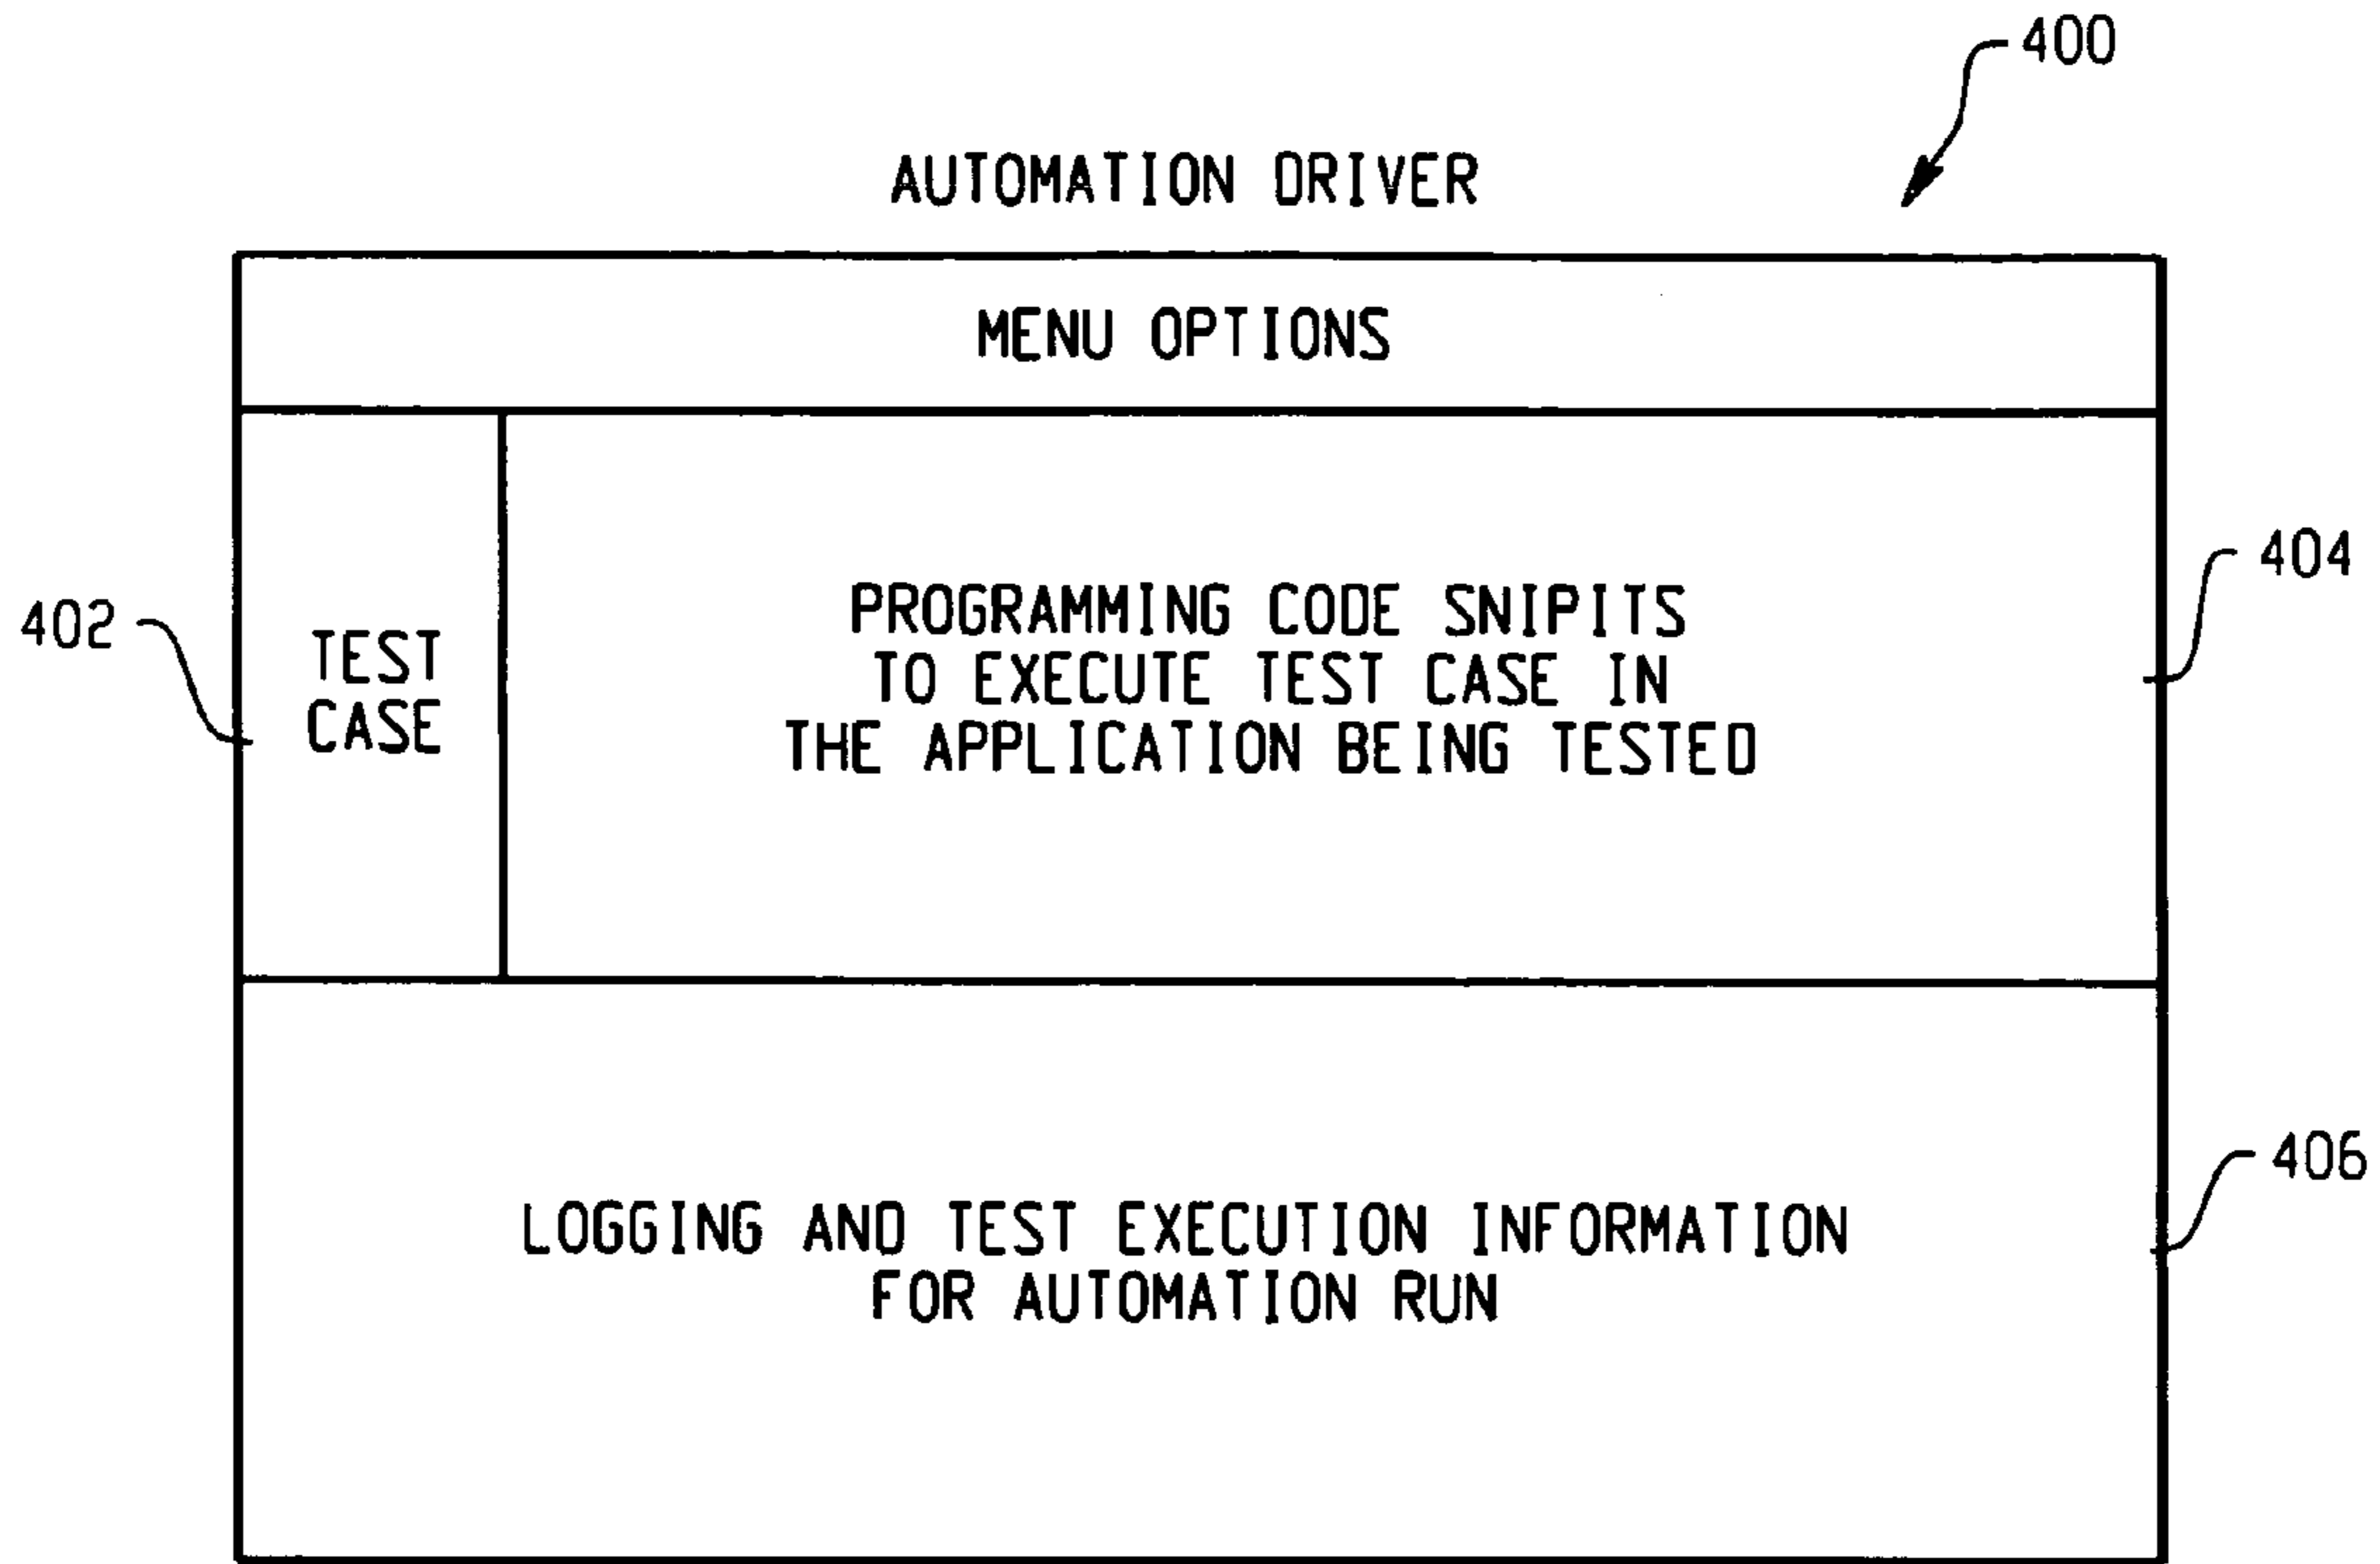 400
AUTOMATION DRIVER
MENU OPTIONS
402
TEST
CASE
PROGRAMMING CODE SNIPITS
TO EXECUTE TEST CASE IN
THE APPLICATION BEING TESTED
404
LOGGING AND TEST EXECUTION INFORMATION
FOR AUTOMATION RUN
406